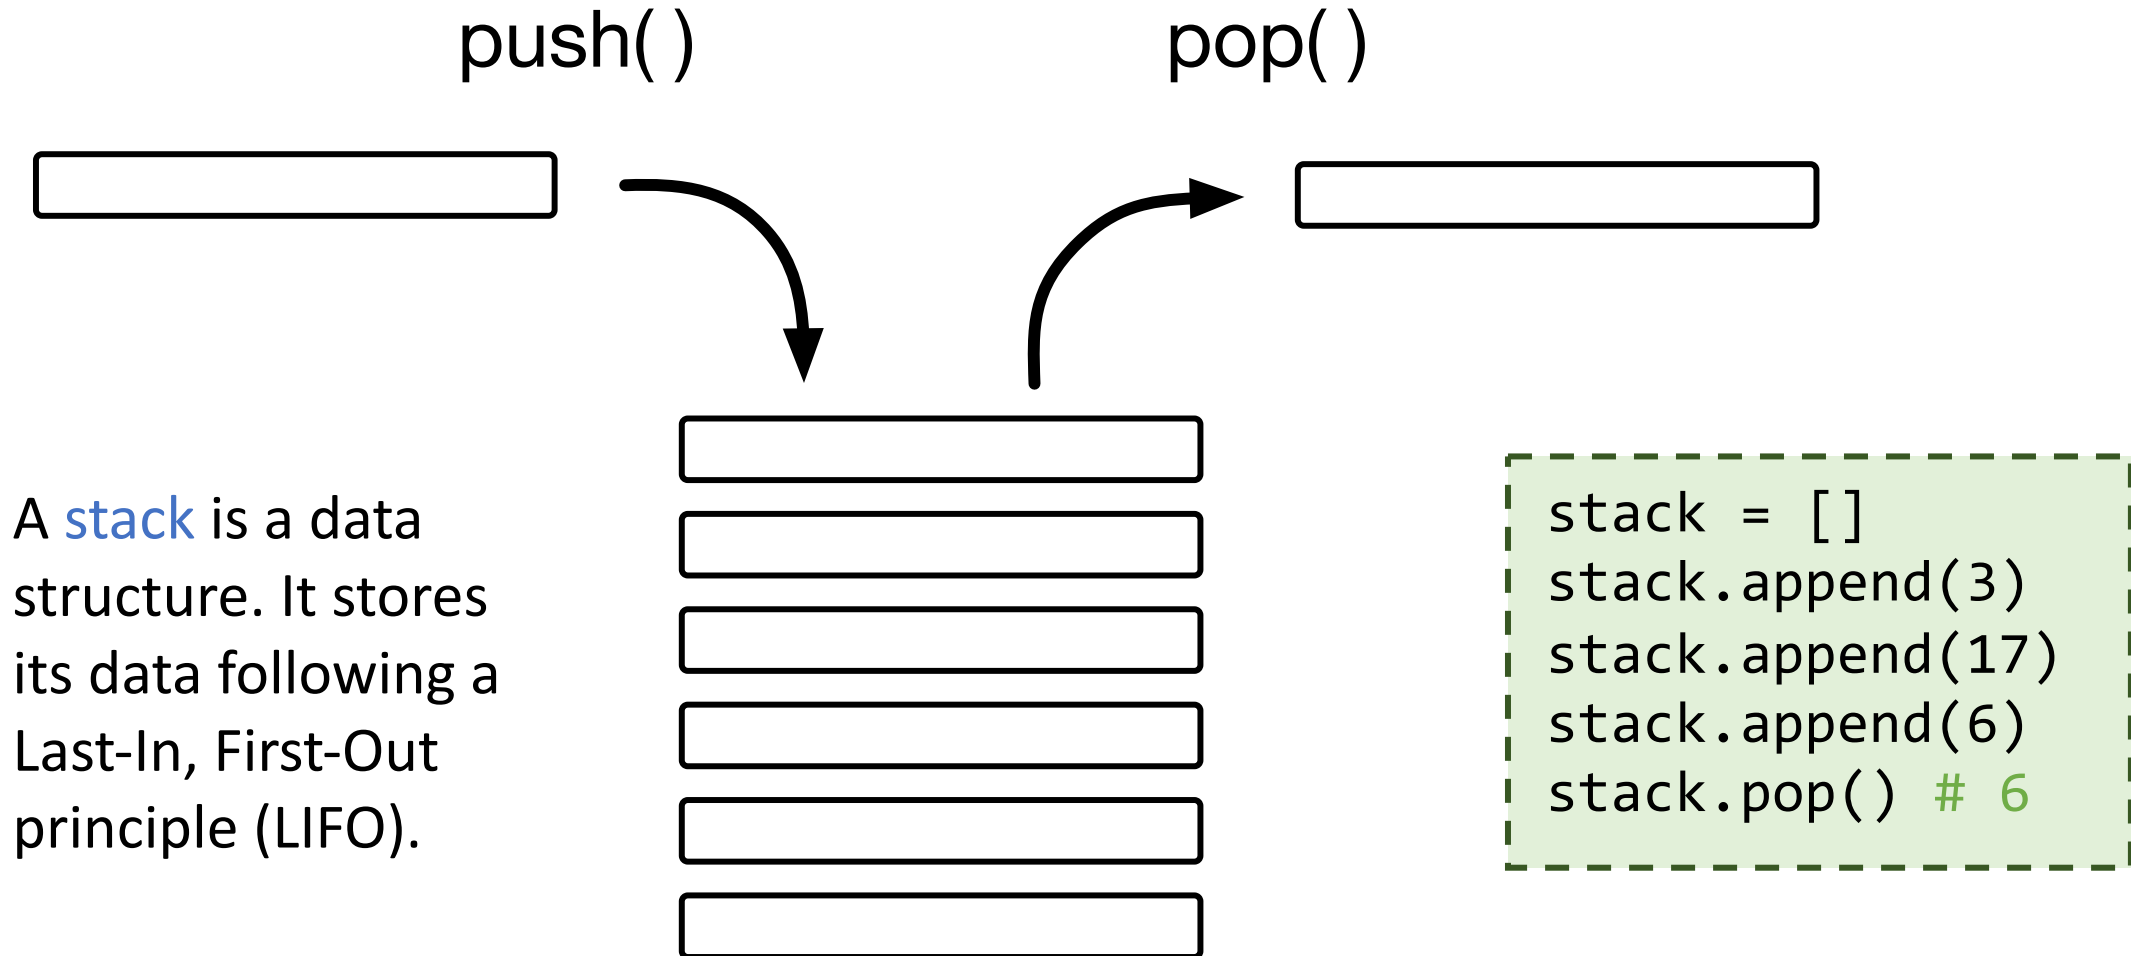 push( )
pop( )
A stack is a data
structure. It stores
its data following a
Last-In, First-Out
principle (LIFO).
stack = []
stack.append(3)
stack.append(17)
stack.append(6)
stack.pop() # 6